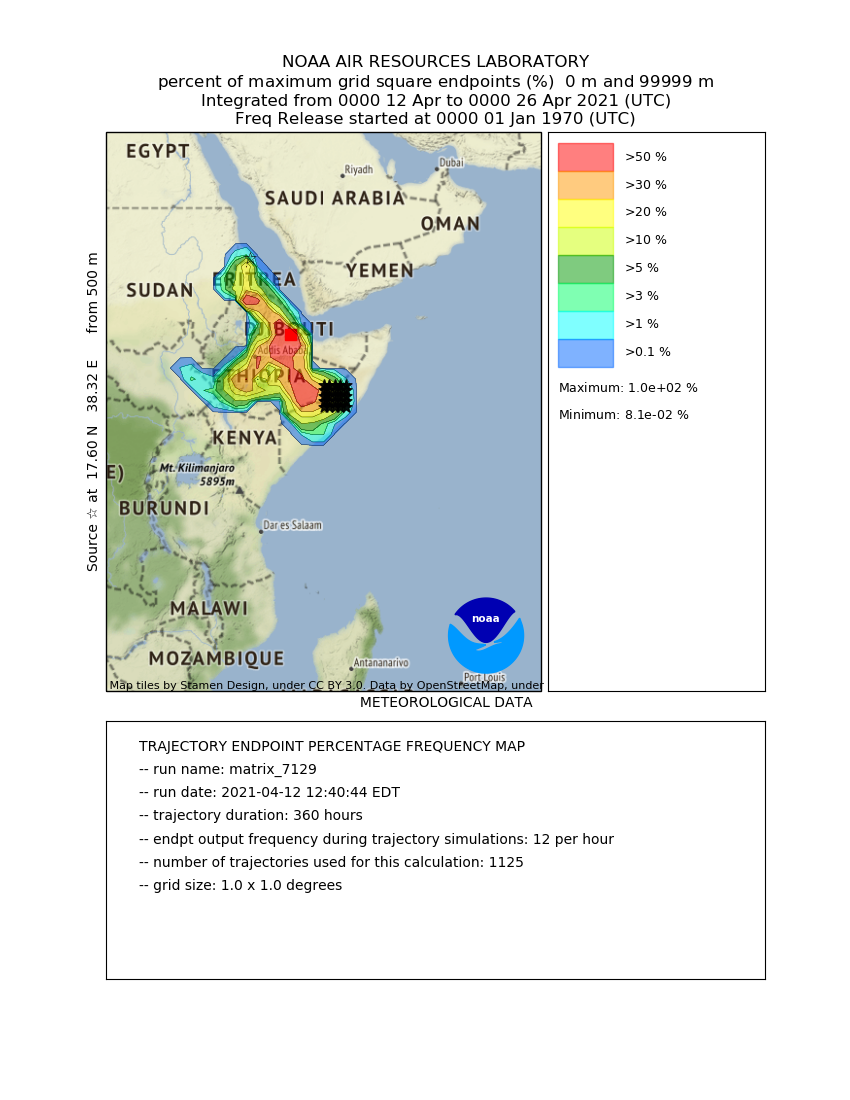 NOAA AIR RESOURCES LABORATORY
percent of maximum grid square endpoints (%)  0 m and 99999 m
Integrated from 0000 12 Apr to 0000 26 Apr 2021 (UTC)
Freq Release started at 0000 01 Jan 1970 (UTC)
Source ☆ at  17.60 N  38.32 E    from 500 m
EGYPT
Riyadh
Dubai
SAUDI ARABIA
OMAN
YEMEN
ERITREA
SUDAN
DJIBOUTI
Addis Ababa
ETHIOPIA
KENYA
Mt. Kilimanjaro
5895m
E)
BURUNDI
Dar es Salaam
MALAWI
MOZAMBIQUE
Antananarivo
noaa
Port Louis
Map tiles by Stamen Design, under CC BY 3.0. Data by OpenStreetMap, under
>50 %
>30 %
>20 %
>10 %
>5 %
>3 %
>1 %
>0.1 %
Maximum: 1.0e+02 %
Minimum: 8.1e-02 %
METEOROLOGICAL DATA
TRAJECTORY ENDPOINT PERCENTAGE FREQUENCY MAP
-- run name: matrix_7129
-- run date: 2021-04-12 12:40:44 EDT
-- trajectory duration: 360 hours
-- endpt output frequency during trajectory simulations: 12 per hour
-- number of trajectories used for this calculation: 1125
-- grid size: 1.0 x 1.0 degrees